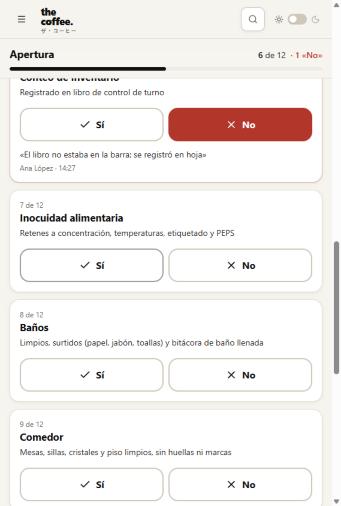 the
coffee.
ザ・コーヒー
Apertura
6 de 12 · 1 «No»
Conteo de inventario
Registrado en libro de control de turno
Sí
No
«El libro no estaba en la barra; se registró en hoja»
Ana López · 14:27
7 de 12
Inocuidad alimentaria
Retenes a concentración, temperaturas, etiquetado y PEPS
Sí
No
8 de 12
Baños
Limpios, surtidos (papel, jabón, toallas) y bitácora de baño llenada
Sí
No
9 de 12
Comedor
Mesas, sillas, cristales y piso limpios, sin huellas ni marcas
Sí
No